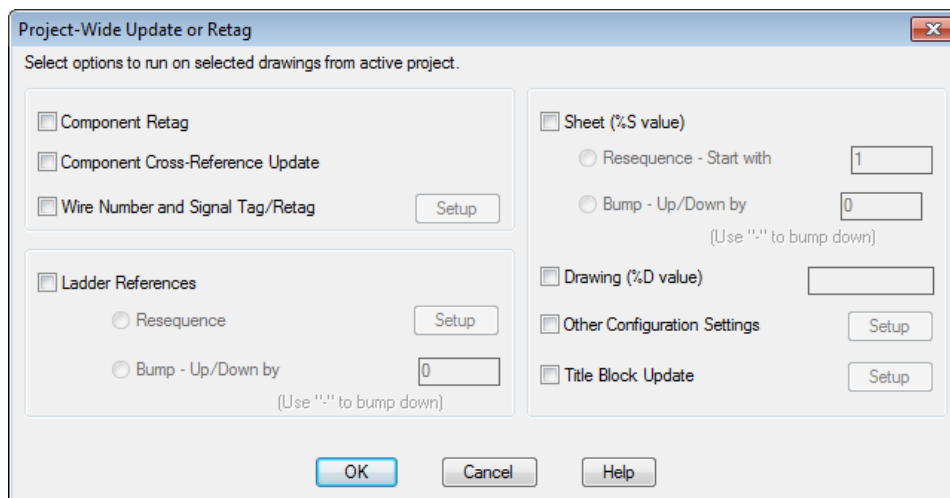 Project-Wide Update or Retag
Select options to run on selected drawings from active project.
Component Retag
Component Cross-Reference Update
Wire Number and Signal Tag/Retag
Setup
Ladder References
Resequence
Setup
Bump - Up/Down by
0
(Use "-" to bump down)
Sheet (%S value)
Resequence - Start with
1
Bump - Up/Down by
0
(Use "-" to bump down)
Drawing (%D value)
Other Configuration Settings
Setup
Title Block Update
Setup
OK
Cancel
Help